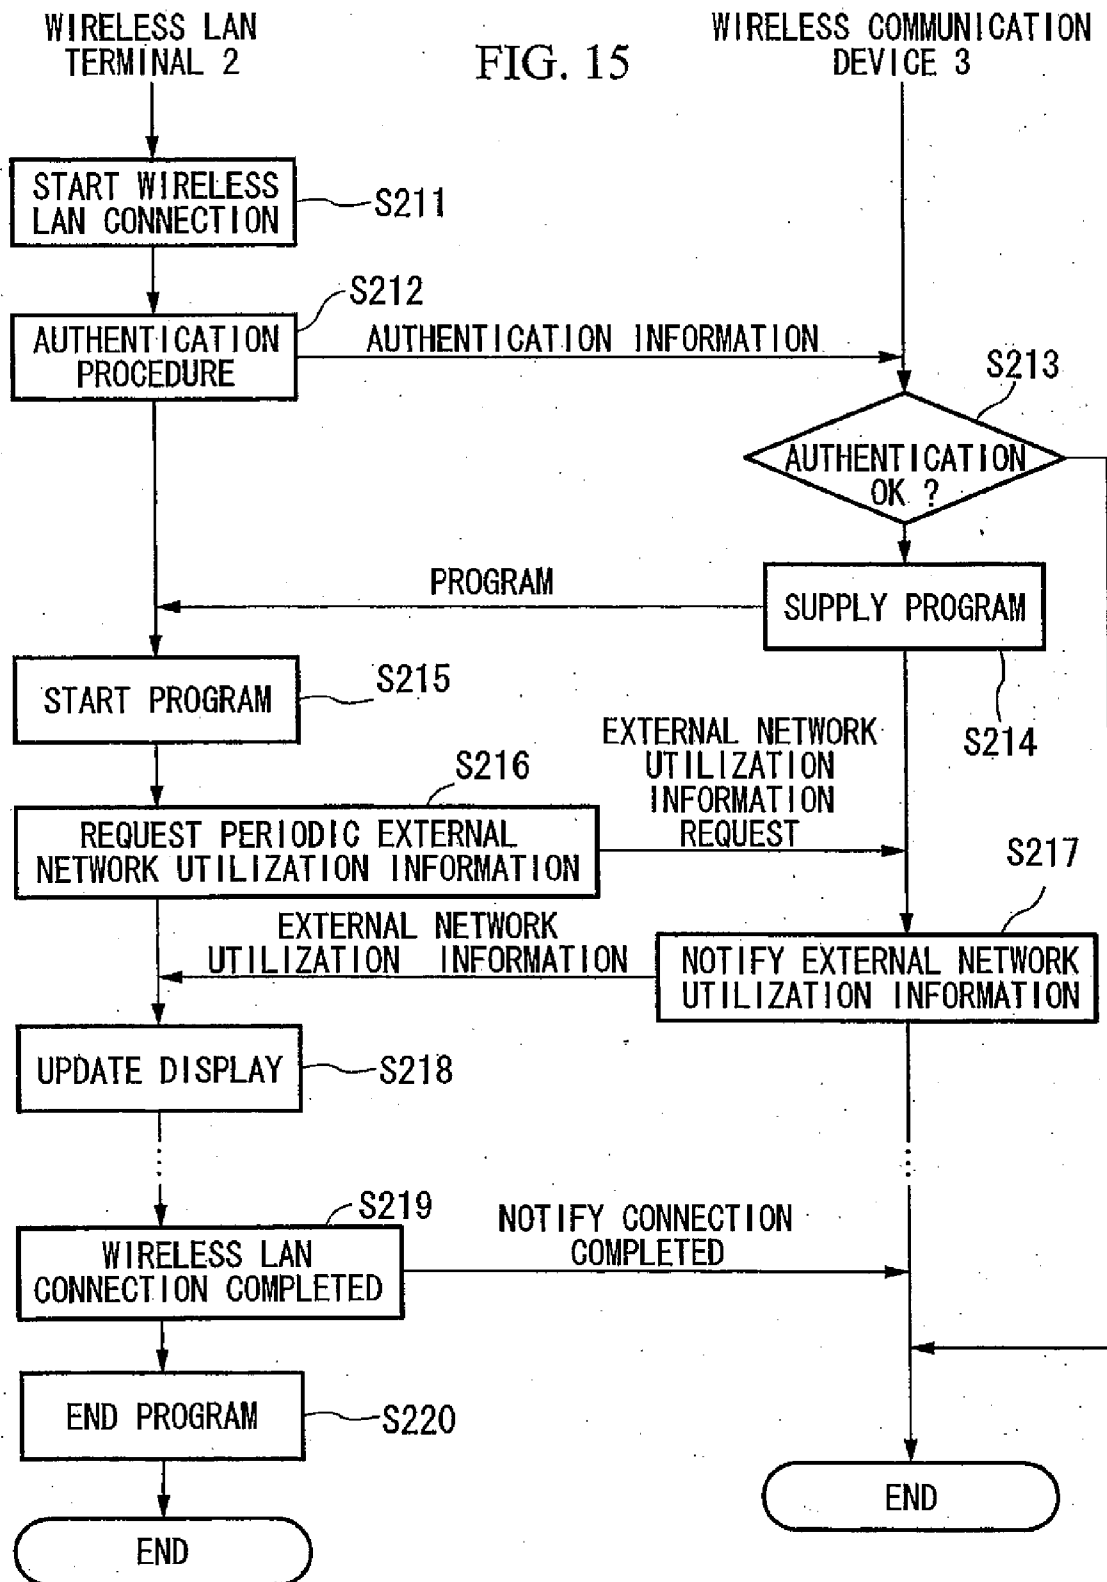 WIRELESS LAN
TERMINAL 2
FIG. 15
WIRELESS COMMUNICATION
DEVICE 3
START WIRELESS
LAN CONNECTION
S211
S212
AUTHENTICATION
PROCEDURE
AUTHENTICATION INFORMATION
S213
AUTHENTICATION
OK ?
PROGRAM
SUPPLY PROGRAM
S214
START PROGRAM
S215
EXTERNAL NETWORK
UTILIZATION
INFORMATION
REQUEST
S216
REQUEST PERIODIC EXTERNAL
NETWORK UTILIZATION INFORMATION
S217
EXTERNAL NETWORK
UTILIZATION INFORMATION
NOTIFY EXTERNAL NETWORK
UTILIZATION INFORMATION
UPDATE DISPLAY
S218
S219
WIRELESS LAN
CONNECTION COMPLETED
NOTIFY CONNECTION
COMPLETED
END PROGRAM
S220
END
END